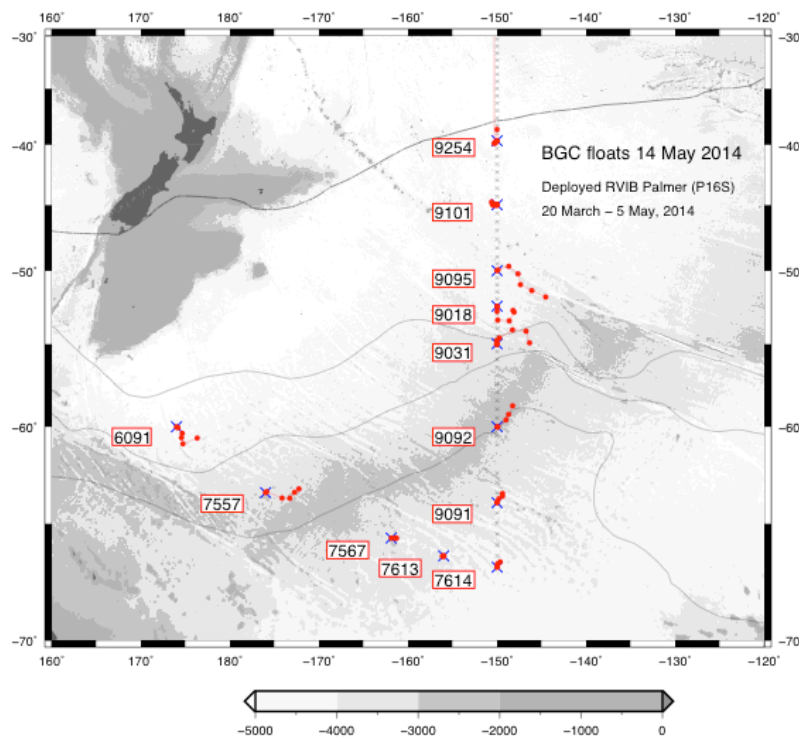 160° 170° 180° −170° −160° −150° −140° −130° −120°
−30° −30°
−40° −40°
9254
BGC floats 14 May 2014
Deployed RVIB Palmer (P16S)
20 March − 5 May, 2014
9101
−50° −50°
9095
9018
9031
−60° −60°
6091
9092
7557
9091
7567
7613
7614
−70° −70°
160° 170° 180° −170° −160° −150° −140° −130° −120°
−5000 −4000 −3000 −2000 −1000 0